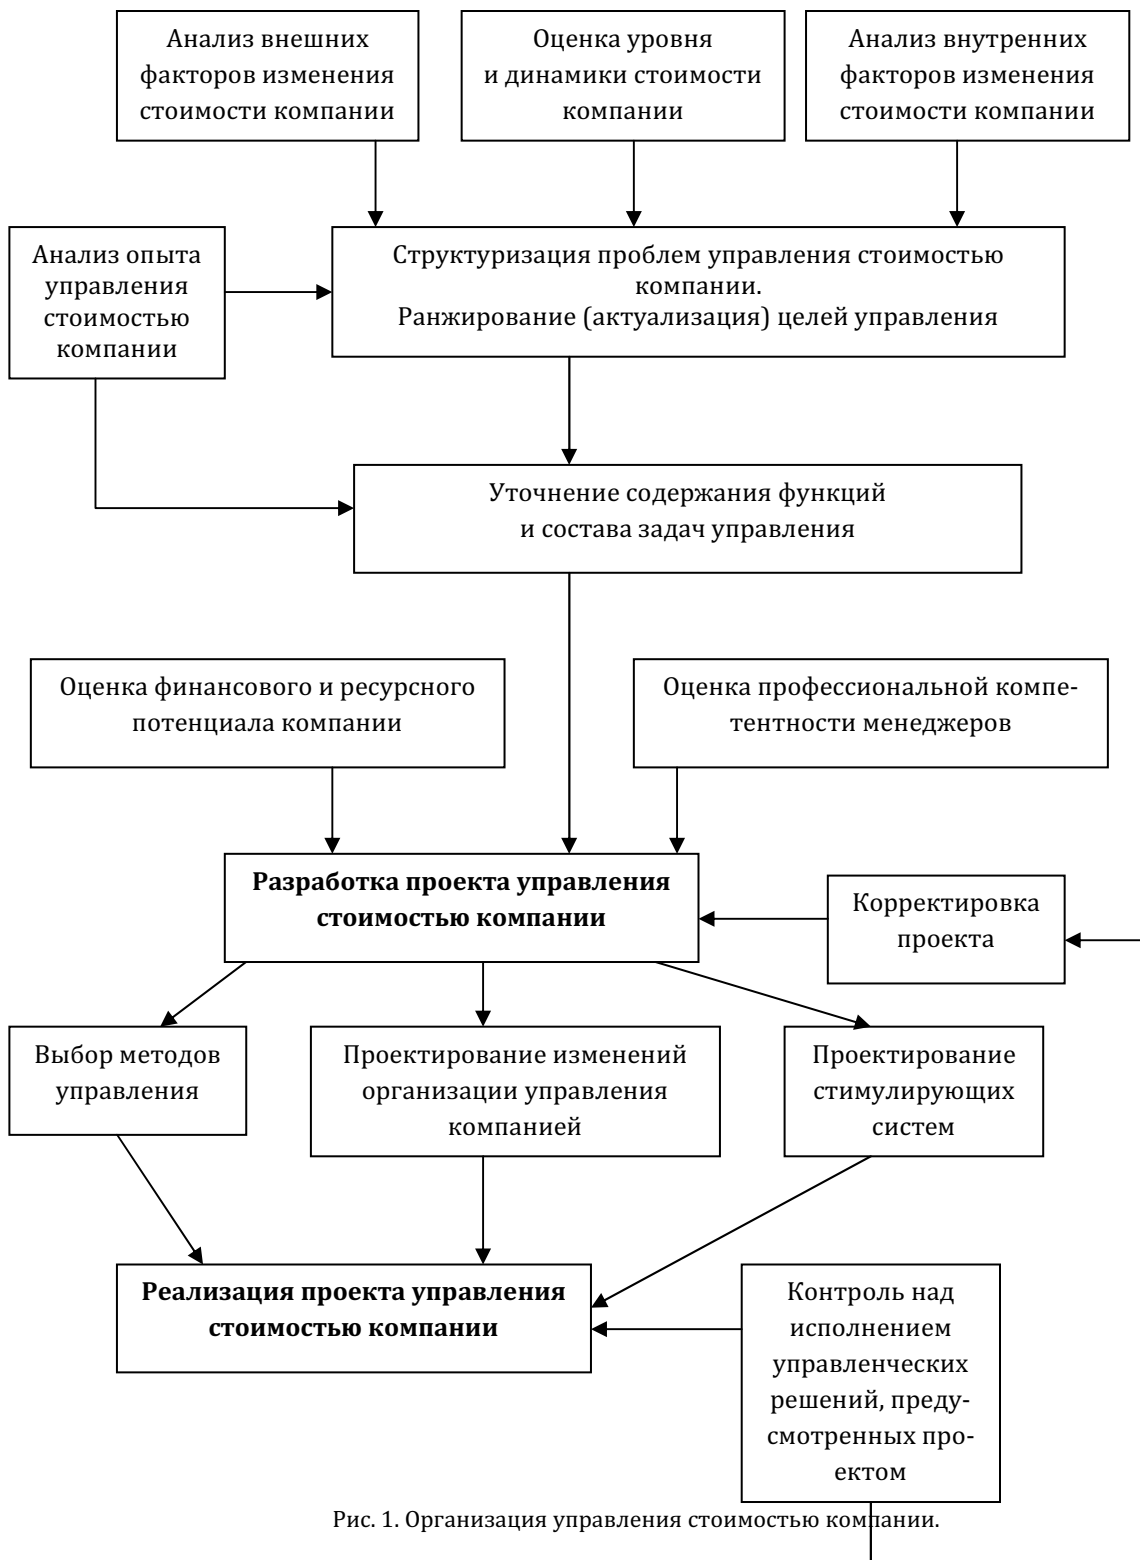 Анализ внешних
факторов изменения
стоимости компании
Оценка уровня
и динамики стоимости
компании
Анализ внутренних
факторов изменения
стоимости компании
Анализ опыта
управления
стоимостью
компании
Структуризация проблем управления стоимостью
компании.
Ранжирование (актуализация) целей управления
Уточнение содержания функций
и состава задач управления
Оценка финансового и ресурсного
потенциала компании
Оценка профессиональной компе-
тентности менеджеров
Разработка проекта управления
стоимостью компании
Корректировка
проекта
Выбор методов
управления
Проектирование изменений
организации управления
компанией
Проектирование
стимулирующих
систем
Реализация проекта управления
стоимостью компании
Контроль над
исполнением
управленческих
решений, преду-
смотренных про-
ектом
Рис. 1. Организация управления стоимостью компании.